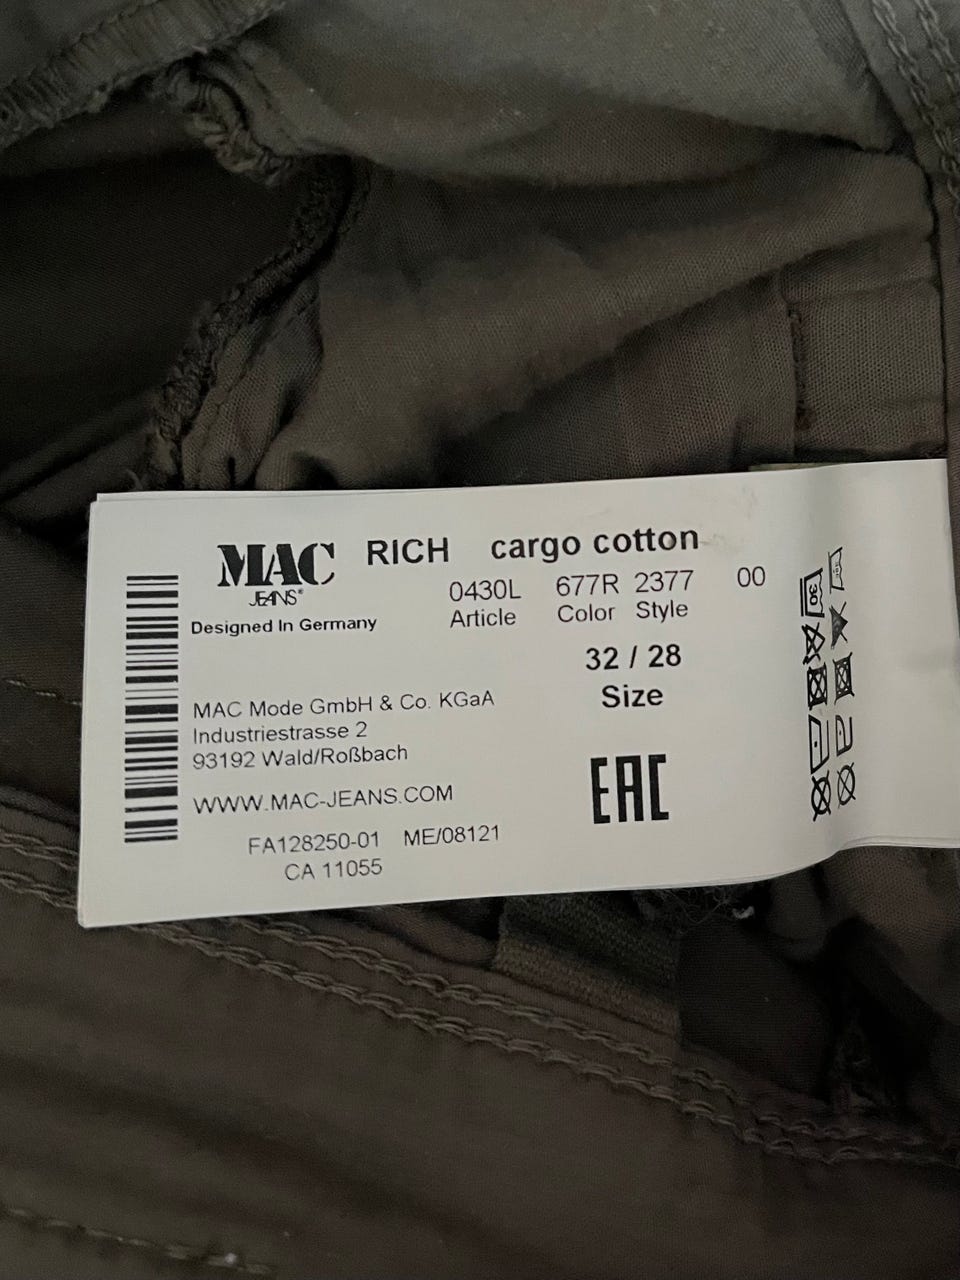 MAC RICH cargo cotton
JEANS®
0430L 677R 2377 00
Article Color Style
Designed In Germany
32 / 28
Size
MAC Mode GmbH & Co. KGaA
Industriestrasse 2
93192 Wald/Roßbach
WWW.MAC-JEANS.COM
EAC
FA128250-01 ME/08121
CA 11055
30